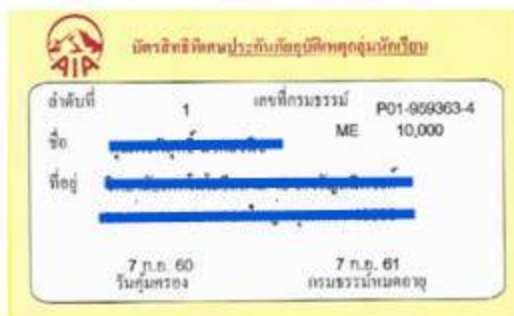 AIA
บัตรสิทธิพิเศษประกันภัยอุบัติเหตุกลุ่มนักเรียน
ลำดับที่ 1 เลขที่กรมธรรม์ P01-959363-4
ชื่อ ME 10,000
ที่อยู่
7 ก.ย. 60 7 ก.ย. 61
วันคุ้มครอง กรมธรรม์หมดอายุ